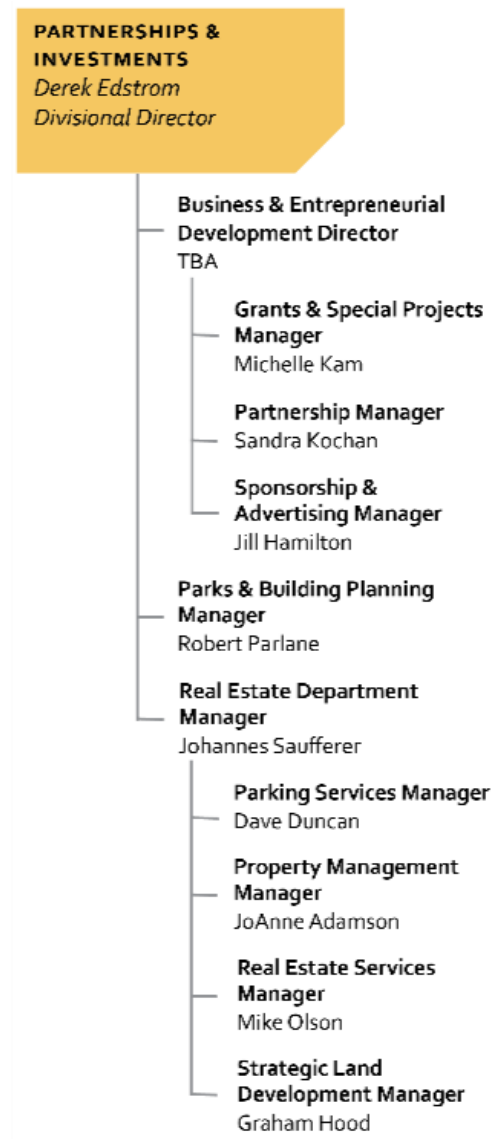 PARTNERSHIPS &
INVESTMENTS
Derek Edstrom
Divisional Director
Business & Entrepreneurial
Development Director
TBA
Grants & Special Projects
Manager
Michelle Kam
Partnership Manager
Sandra Kochan
Sponsorship &
Advertising Manager
Jill Hamilton
Parks & Building Planning
Manager
Robert Parlane
Real Estate Department
Manager
Johannes Saufferer
Parking Services Manager
Dave Duncan
Property Management
Manager
JoAnne Adamson
Real Estate Services
Manager
Mike Olson
Strategic Land
Development Manager
Graham Hood